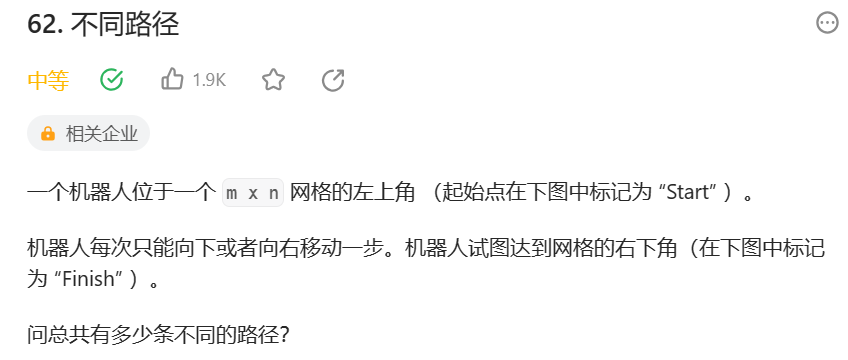 62. 不同路径
中等
1.9K
相关企业
一个机器人位于一个 m x n 网格的左上角 （起始点在下图中标记为 “Start” ）。
机器人每次只能向下或者向右移动一步。机器人试图达到网格的右下角（在下图中标记
为 “Finish” ）。
问总共有多少条不同的路径？